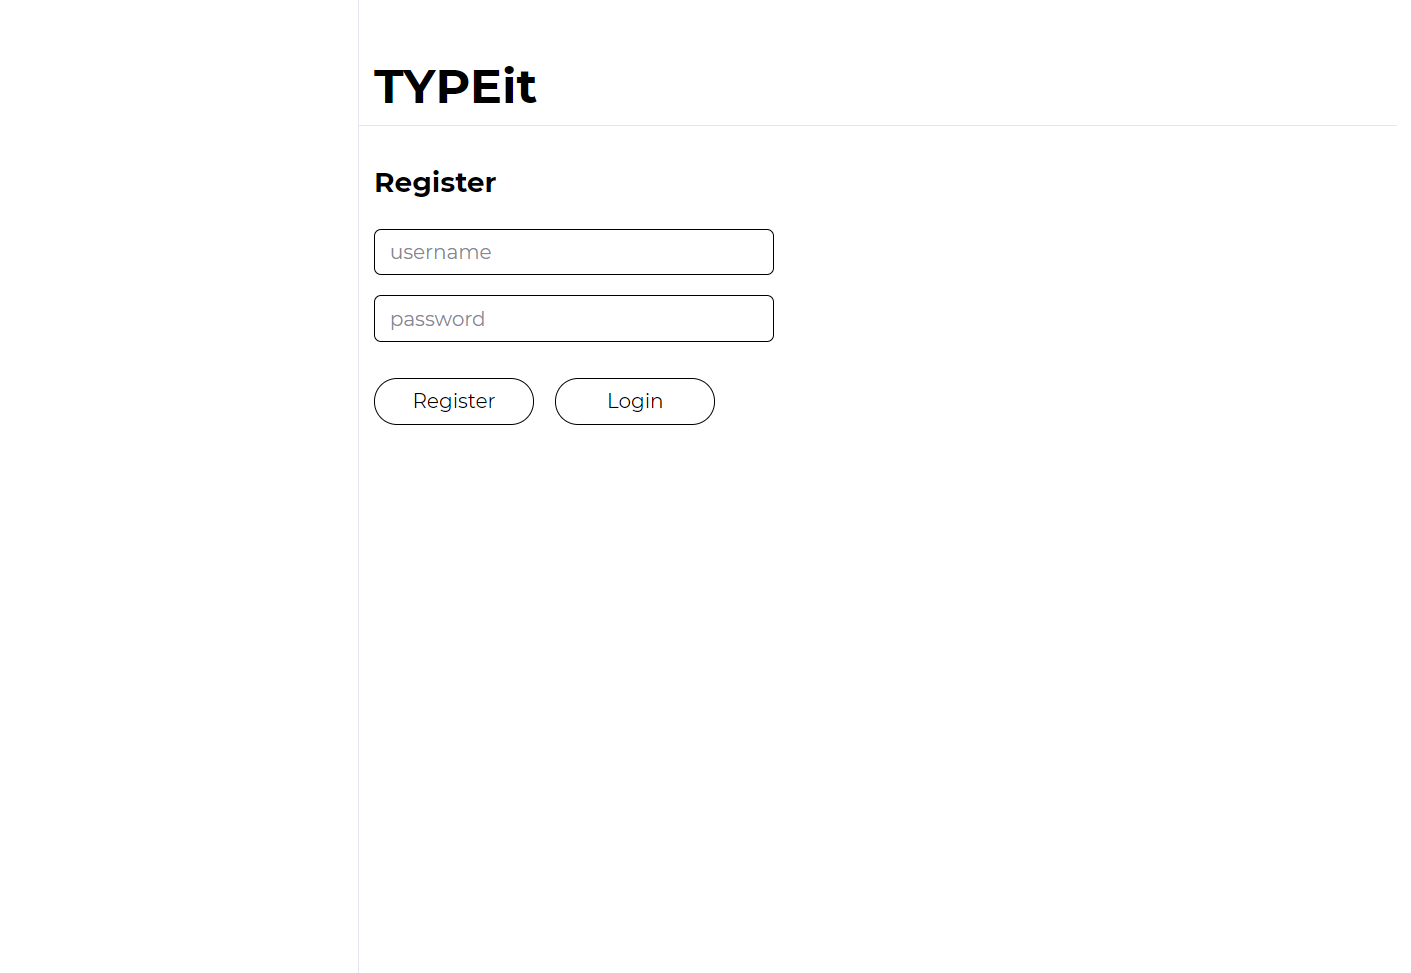 TYPEit
Register
username
password
Register Login